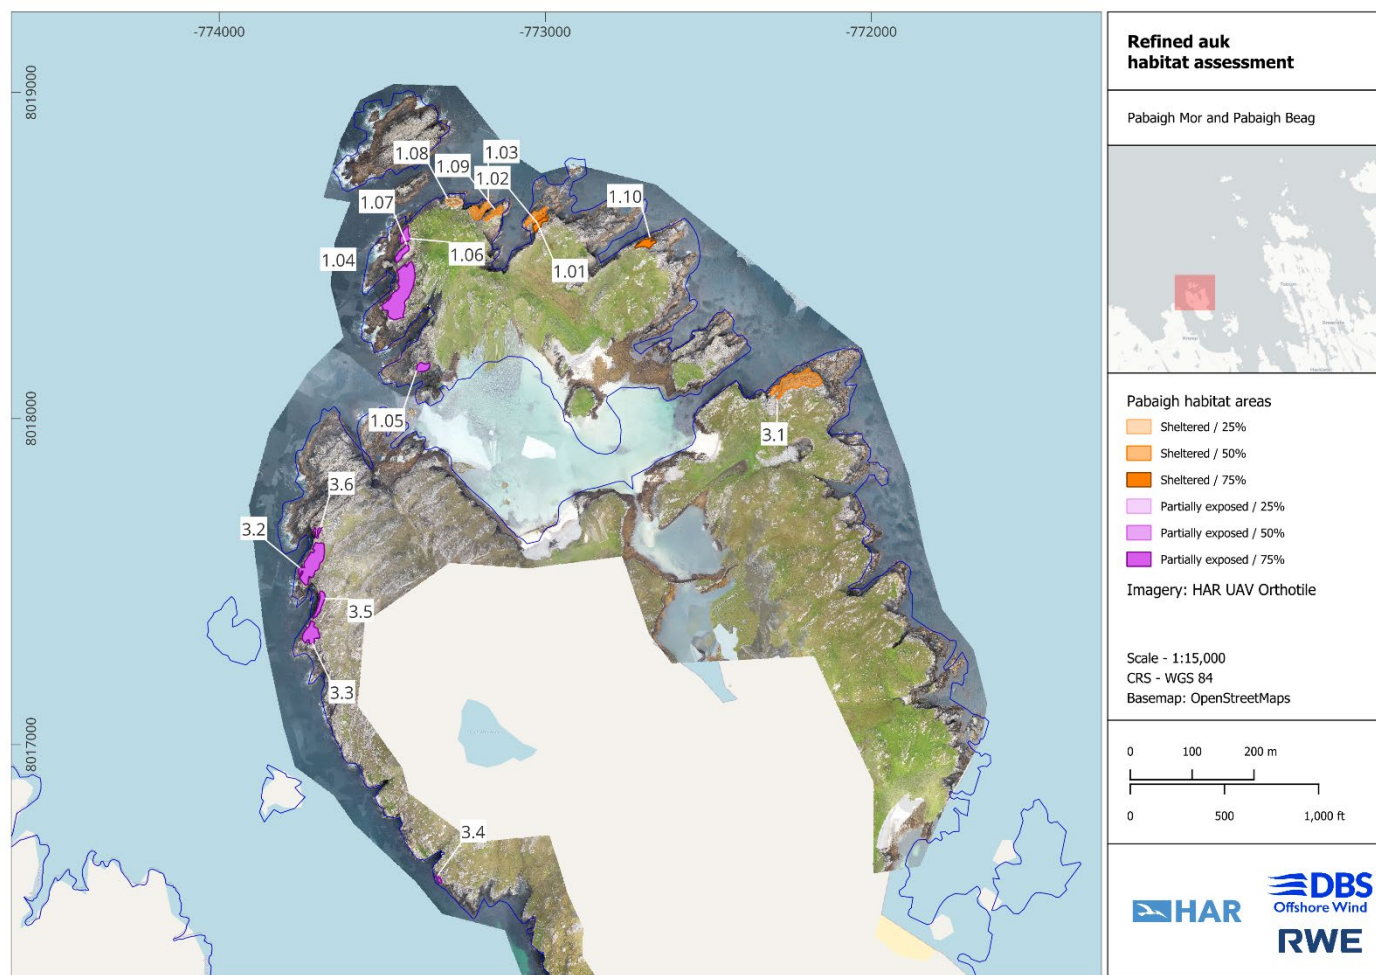 -774000
-773000
-772000
8019000
8018000
8017000
1.08
1.09
1.03
1.02
1.07
1.10
1.04
1.06
1.01
1.05
3.1
3.6
3.2
3.5
3.3
3.4
Refined auk
habitat assessment
Pabaigh Mor and Pabaigh Beag
Pabaigh habitat areas
Sheltered / 25%
Sheltered / 50%
Sheltered / 75%
Partially exposed / 25%
Partially exposed / 50%
Partially exposed / 75%
Imagery: HAR UAV Orthotile
Scale - 1:15,000
CRS - WGS 84
Basemap: OpenStreetMaps
0 100 200 m
0 500 1,000 ft
HAR
DBS
Offshore Wind
RWE